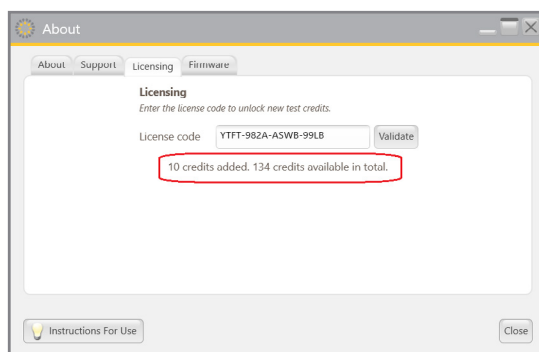 About
About Support Licensing Firmware
Licensing
Enter the license code to unlock new test credits.
License code YTFT-982A-ASWB-99LB Validate
10 credits added. 134 credits available in total.
Instructions For Use Close